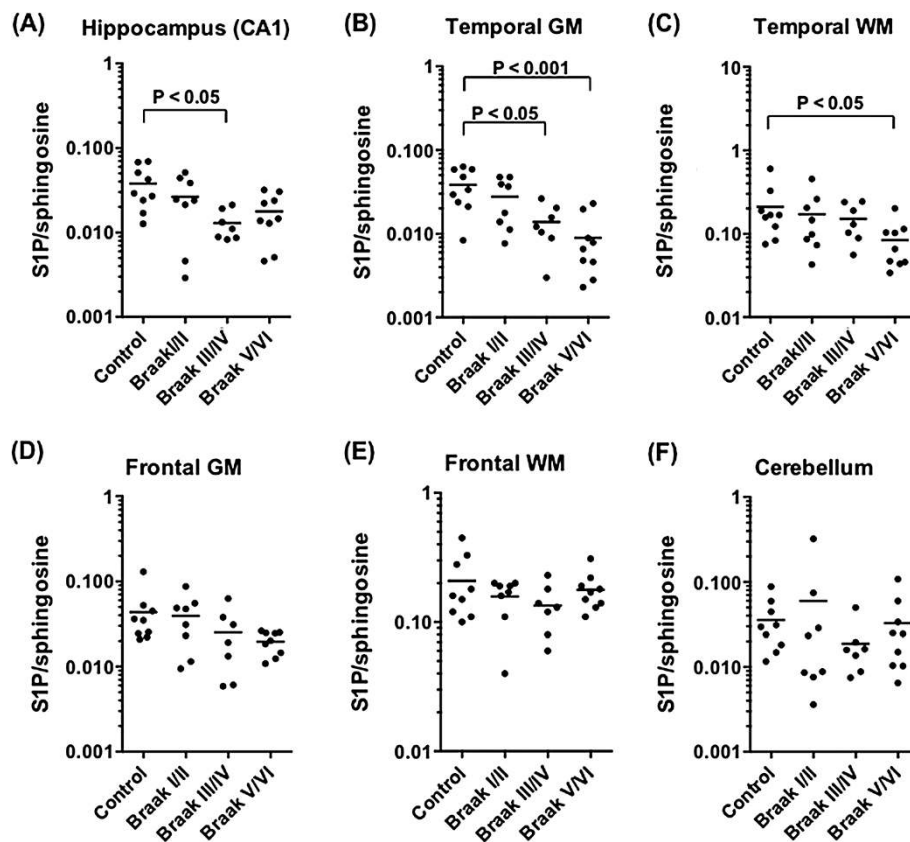 (A) Hippocampus (CA1)
S1P/sphingosine
1
0.100
0.010
0.001
P < 0.05
Control
BraakI/II
Braak III/IV
Braak V/VI
(B) Temporal GM
S1P/sphingosine
1
0.100
0.010
0.001
P < 0.001
P < 0.05
Control
Braak I/II
Braak III/IV
Braak V/VI
(C) Temporal WM
S1P/sphingosine
10
1
0.10
0.01
P < 0.05
Control
BraakI/II
Braak III/IV
Braak V/VI
(D) Frontal GM
S1P/sphingosine
1
0.100
0.010
0.001
Control
Braak I/II
Braak III/IV
Braak V/VI
(E) Frontal WM
S1P/sphingosine
1
0.10
0.01
Control
Braak I/II
Braak III/IV
Braak V/VI
(F) Cerebellum
S1P/sphingosine
1
0.100
0.010
0.001
Control
Braak I/II
Braak III/IV
Braak V/VI